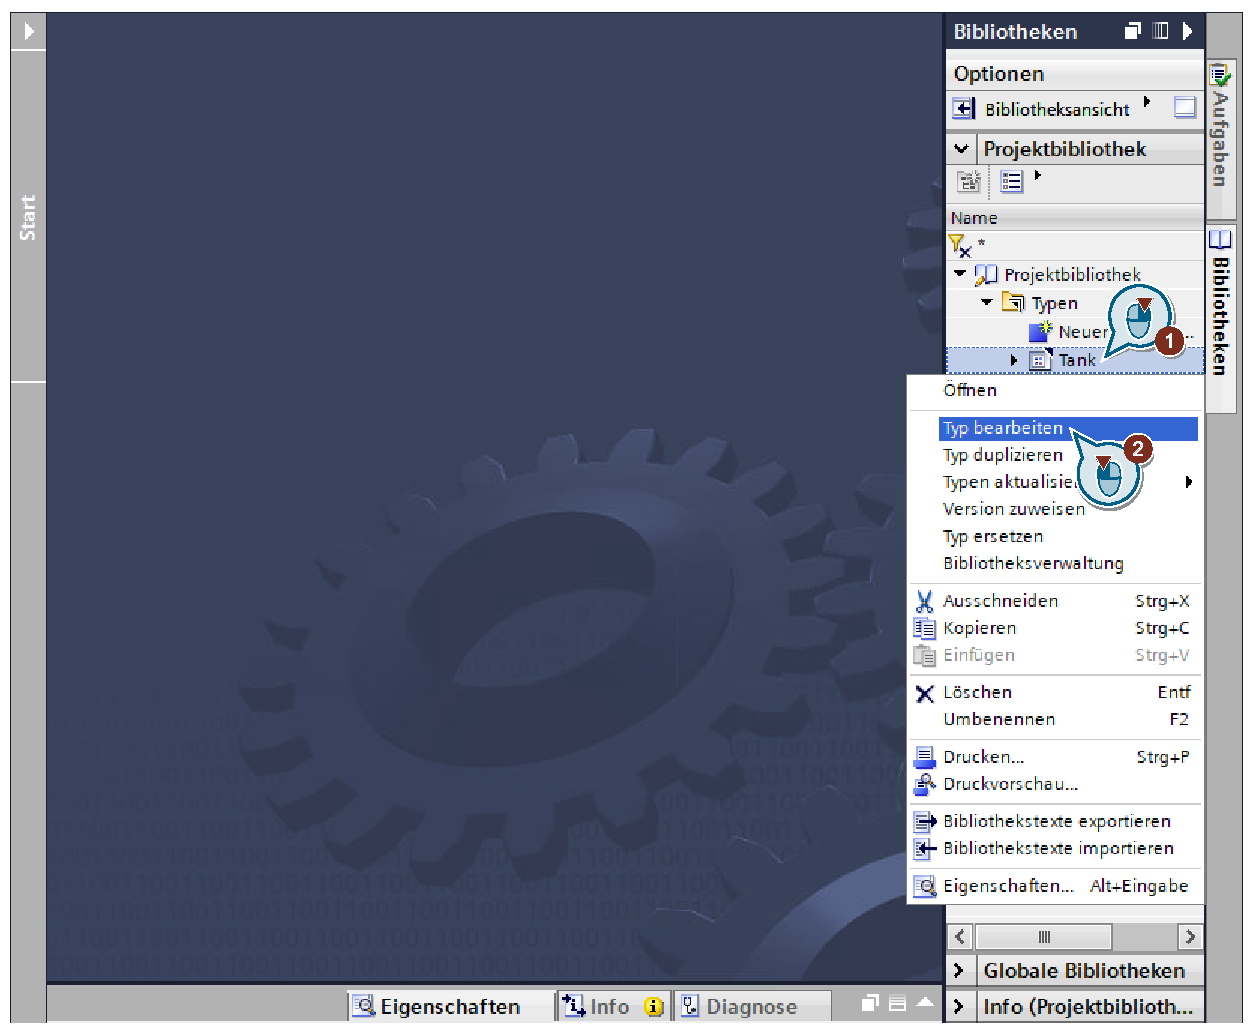 Bibliotheken
Optionen
Bibliotheksansicht
Projektbibliothek
Name
*
Projektbibliothek
Typen
Neuer ...
1
Tank
Öffnen
Typ bearbeiten
2
Typ duplizieren
Typen aktualisie
Version zuweisen
Typ ersetzen
Bibliotheksverwaltung
Ausschneiden Strg+X
Kopieren Strg+C
Einfügen Strg+V
Löschen Entf
Umbenennen F2
Drucken... Strg+P
Druckvorschau...
Bibliothekstexte exportieren
Bibliothekstexte importieren
Eigenschaften... Alt+Eingabe
Globale Bibliotheken
Info (Projektbiblioth...
Start
Aufgaben
Bibliotheken
Eigenschaften
Info
Diagnose